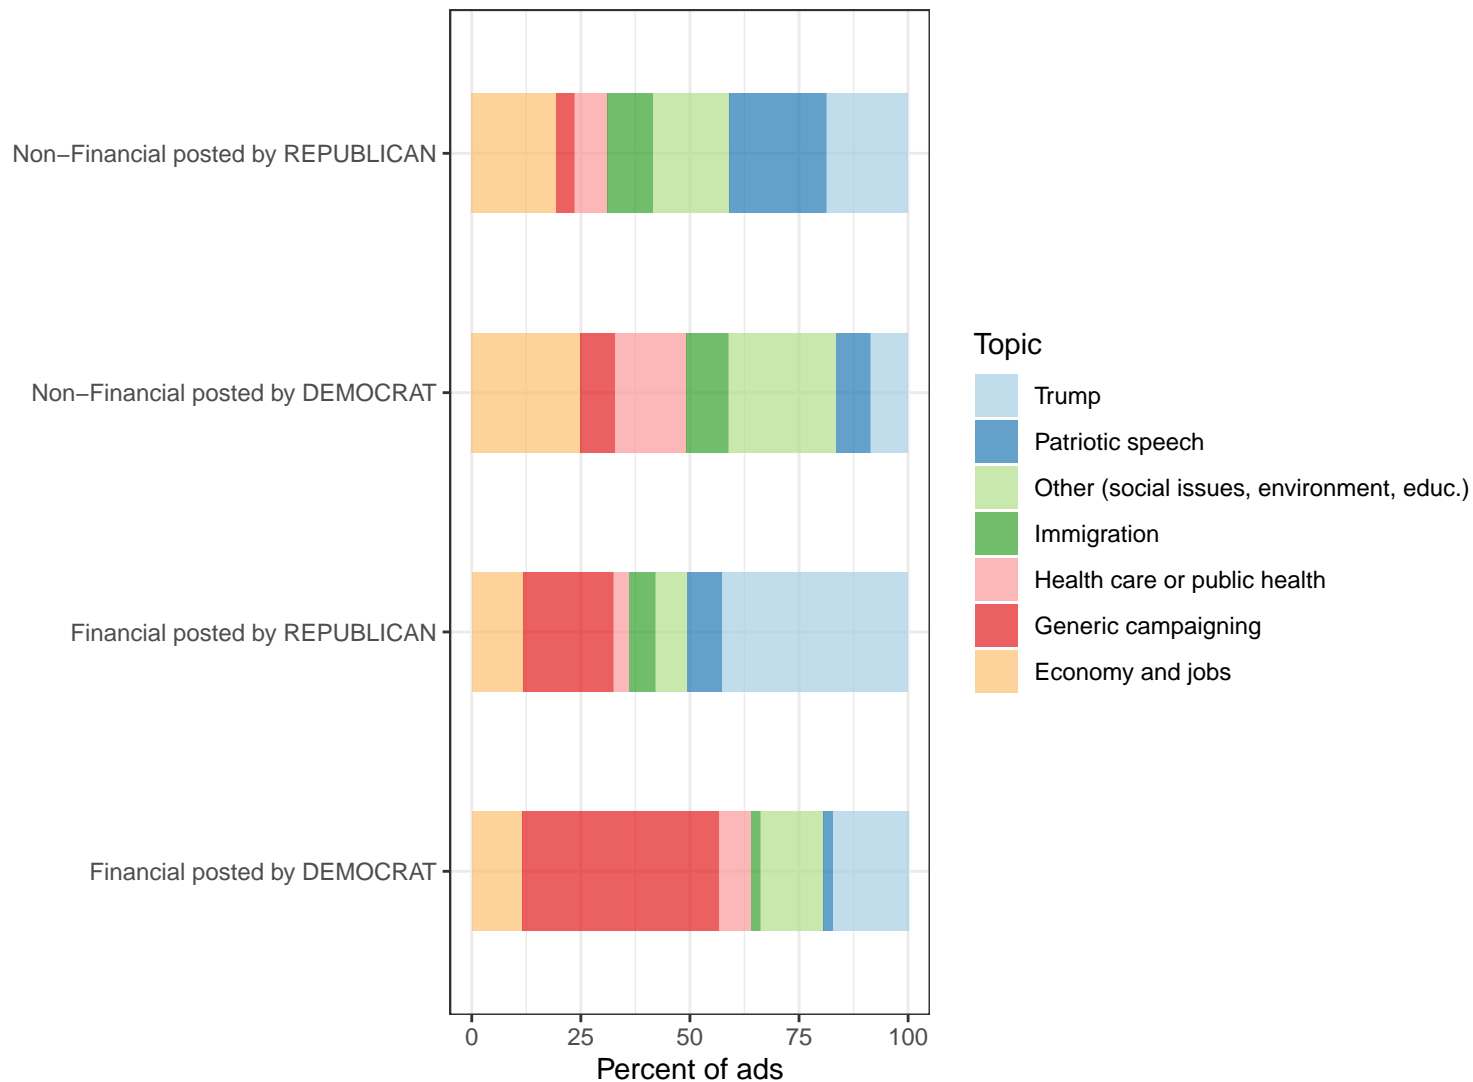 Non−Financial posted by REPUBLICAN
Non−Financial posted by DEMOCRAT
Financial posted by REPUBLICAN
Financial posted by DEMOCRAT
0 25 50 75 100
Percent of ads
Topic
Trump
Patriotic speech
Other (social issues, environment, educ.)
Immigration
Health care or public health
Generic campaigning
Economy and jobs